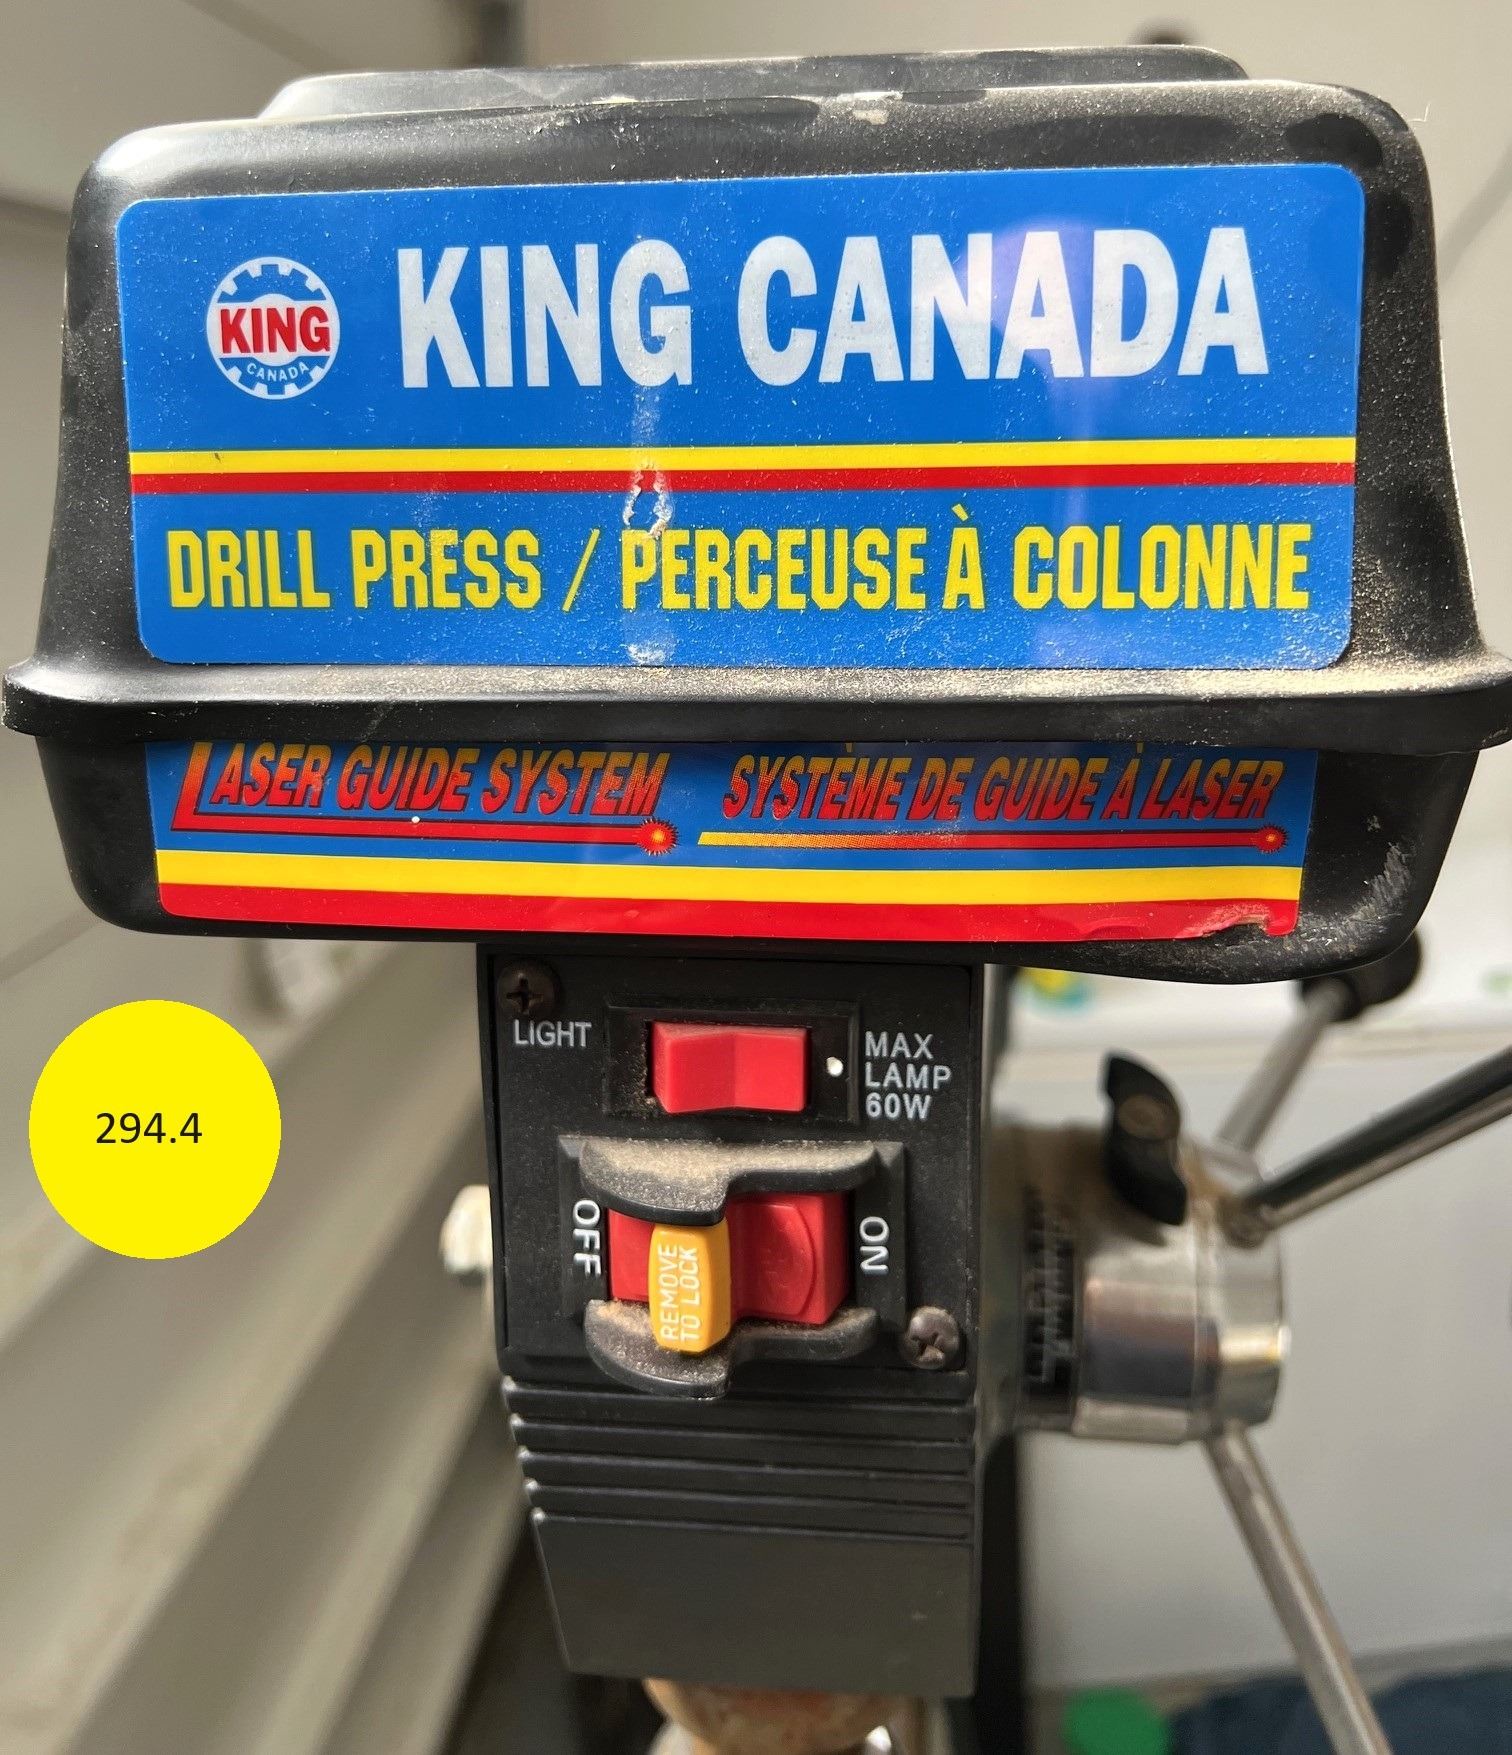 KING
CANADA
KING CANADA
DRILL PRESS / PERCEUSE À COLONNE
LASER GUIDE SYSTEM
SYSTÈME DE GUIDE À LASER
LIGHT
MAX
LAMP
60W
294.4
OFF
REMOVE
TO LOCK
ON